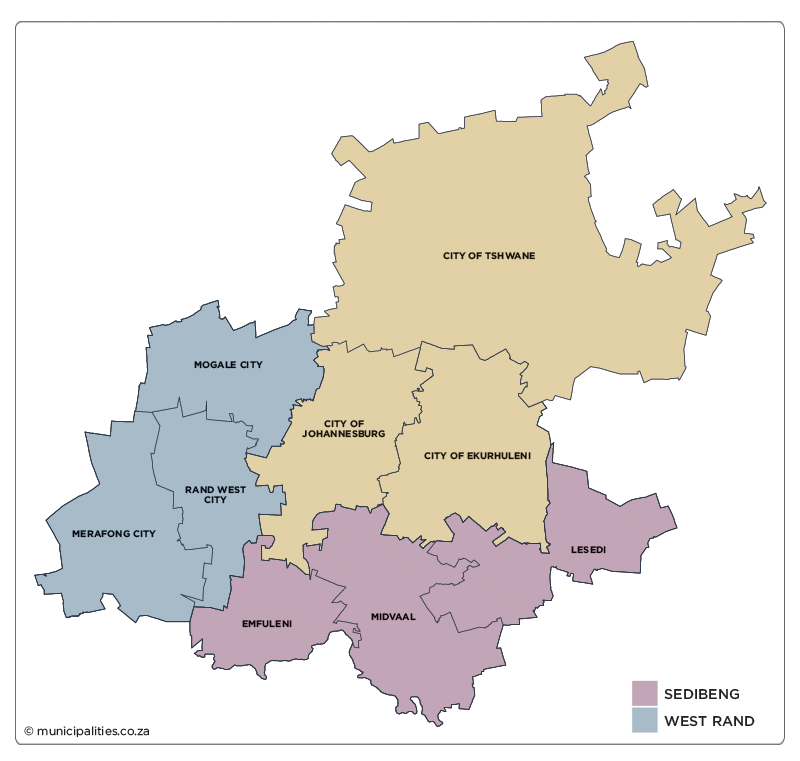 CITY OF TSHWANE
MOGALE CITY
CITY OF
JOHANNESBURG
CITY OF EKURHULENI
RAND WEST
CITY
MERAFONG CITY
LESEDI
EMFULENI
MIDVAAL
SEDIBENG
WEST RAND
© municipalities.co.za